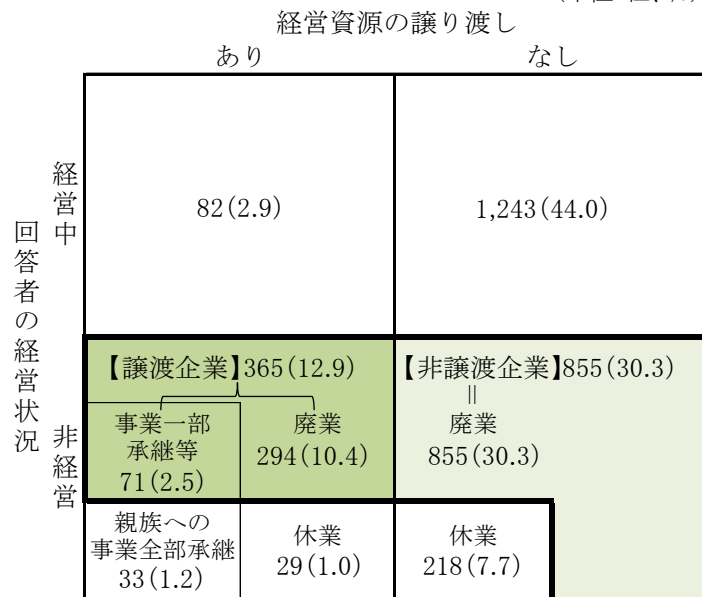 経営資源の譲り渡し
あり
なし
回答者の経営状況
経営中
82(2.9)
1,243(44.0)
非経営
【譲渡企業】365(12.9)
事業一部
承継等
71(2.5)
廃業
294(10.4)
【非譲渡企業】855(30.3)
||
廃業
855(30.3)
親族への
事業全部承継
33(1.2)
休業
29(1.0)
休業
218(7.7)